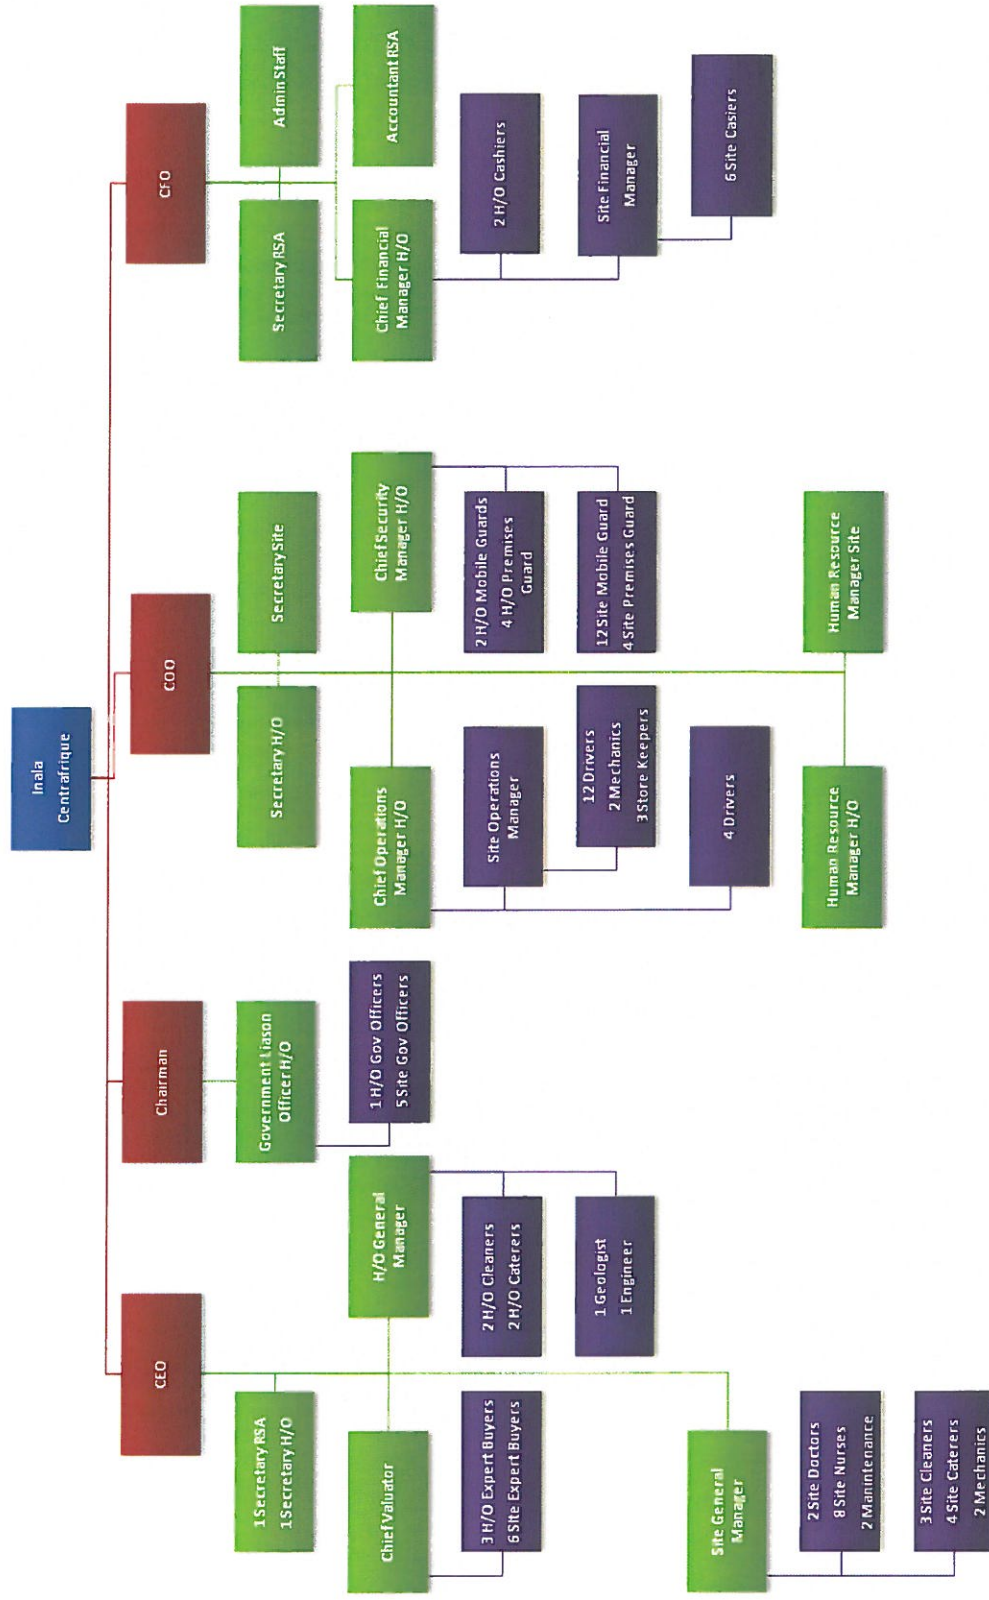 Inala
Centrafrique
CEO
Chairman
COO
CFO
1 Secretary RSA
1 Secretary H/O
Chief Valuator
H/O General
Manager
3 H/O Expert Buyers
6 Site Expert Buyers
2 H/O Cleaners
2 H/O Caterers
1 Geologist
1 Engineer
Site General
Manager
2 Site Doctors
8 Site Nurses
2 Manintenance
3 Site Cleaners
4 Site Caterers
2 Mechanics
Government Liason
Officer H/O
1 H/O Gov Officers
5 Site Gov Officers
Secretary H/O
Secretary Site
Chief Operations
Manager H/O
Chief Security
Manager H/O
Site Operations
Manager
12 Drivers
2 Mechanics
3 Store Keepers
4 Drivers
2 H/O Mobile Guards
4 H/O Premises
Guard
12 Site Mobile Guard
4 Site Premises Guard
Human Resource
Manager H/O
Human Resource
Manager Site
Secretary RSA
Admin Staff
Chief Financial
Manager H/O
Accountant RSA
2 H/O Cashiers
Site Financial
Manager
6 Site Casiers